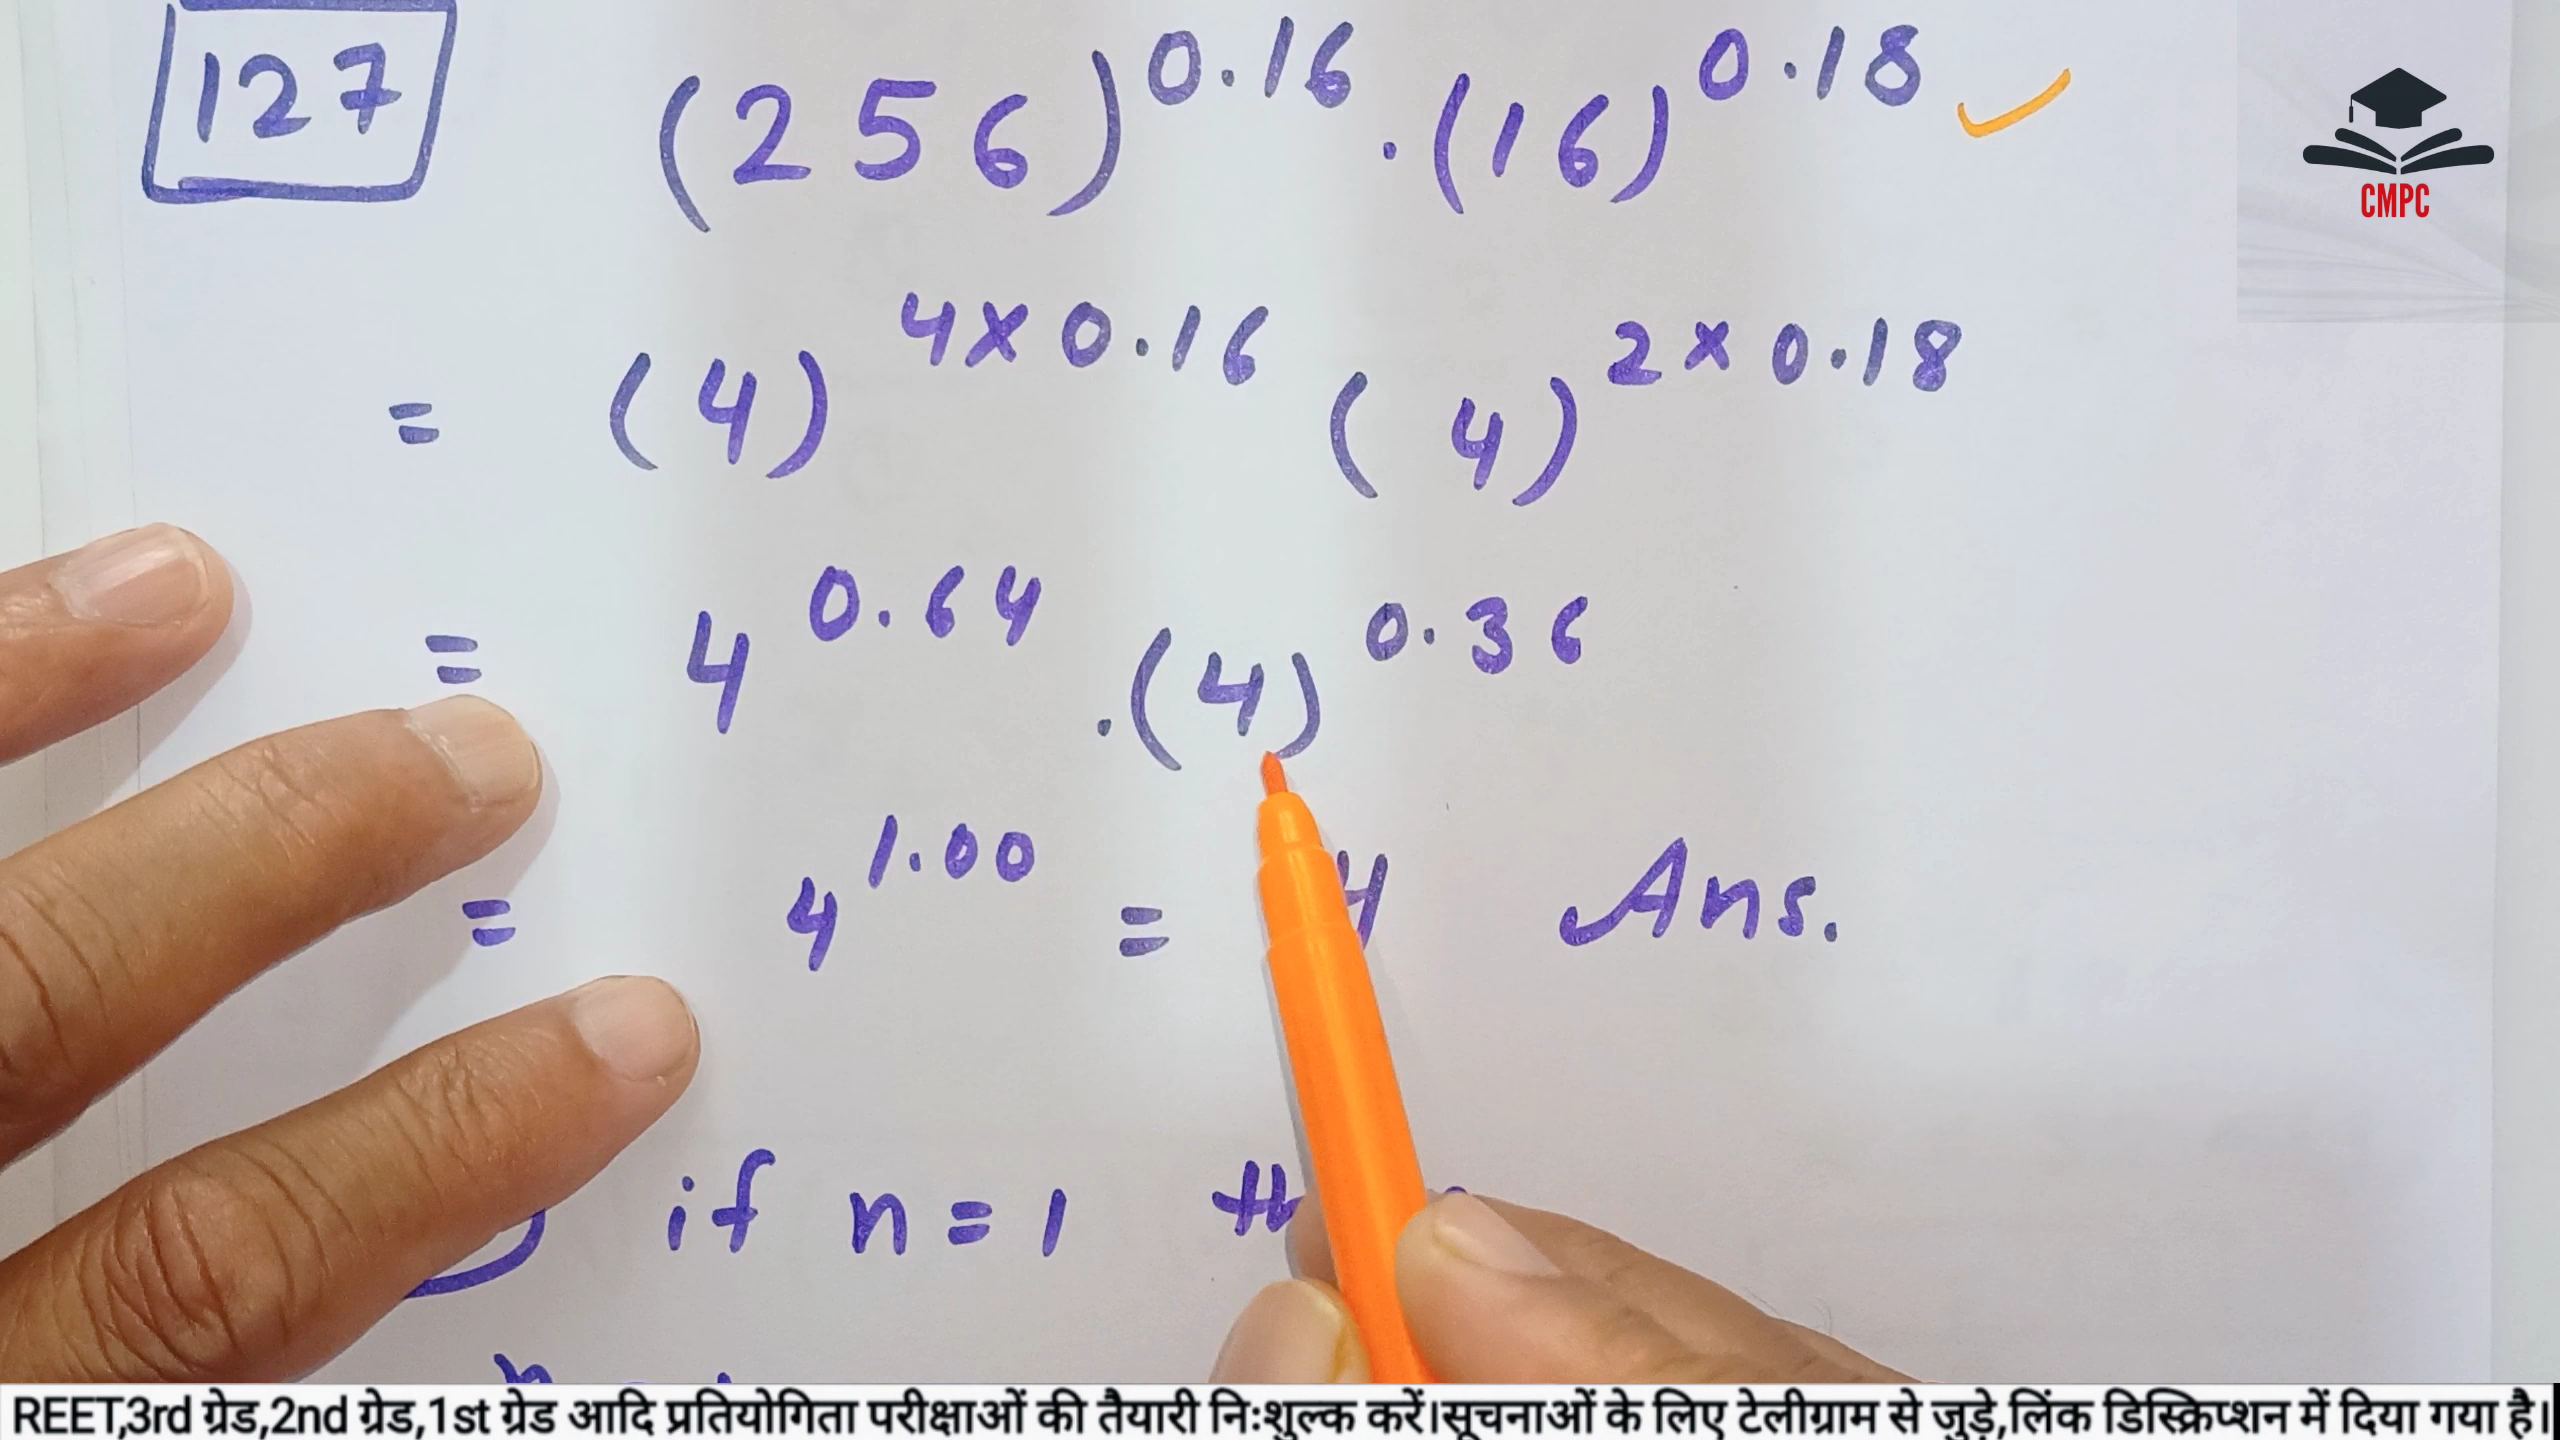 127 (256)^0.16 . (16)^0.18 ✓
CMPC
= (4)^4×0.16 (4)^2×0.18
= 4^0.64 . (4)^0.36
= 4^1.00 = 4 Ans.
if n=1
REET,3rd ग्रेड,2nd ग्रेड,1st ग्रेड आदि प्रतियोगिता परीक्षाओं की तैयारी निःशुल्क करें।सूचनाओं के लिए टेलीग्राम से जुड़े,लिंक डिस्क्रिप्शन में दिया गया है।